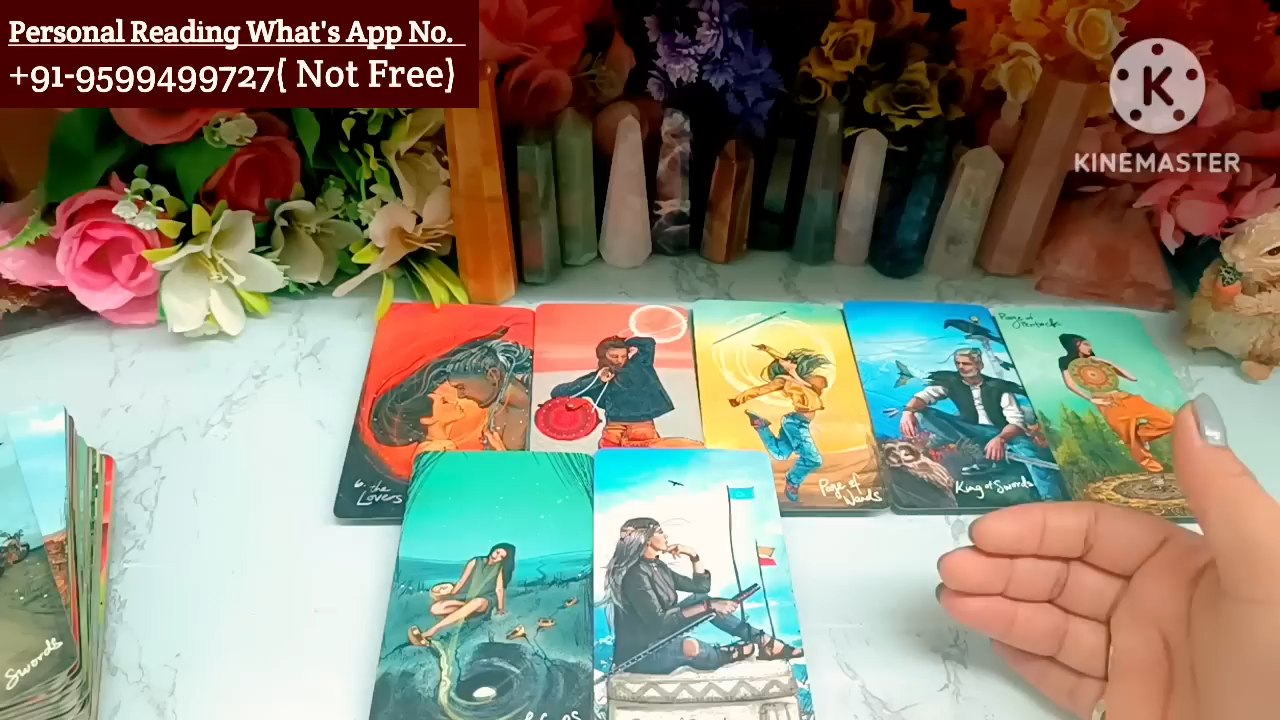 Personal Reading What's App No.
+91-9599499727( Not Free)
K
KINEMASTER
Page of
Pentacles
6. the
Lovers
Page of
Wands
King of Swords
Swords